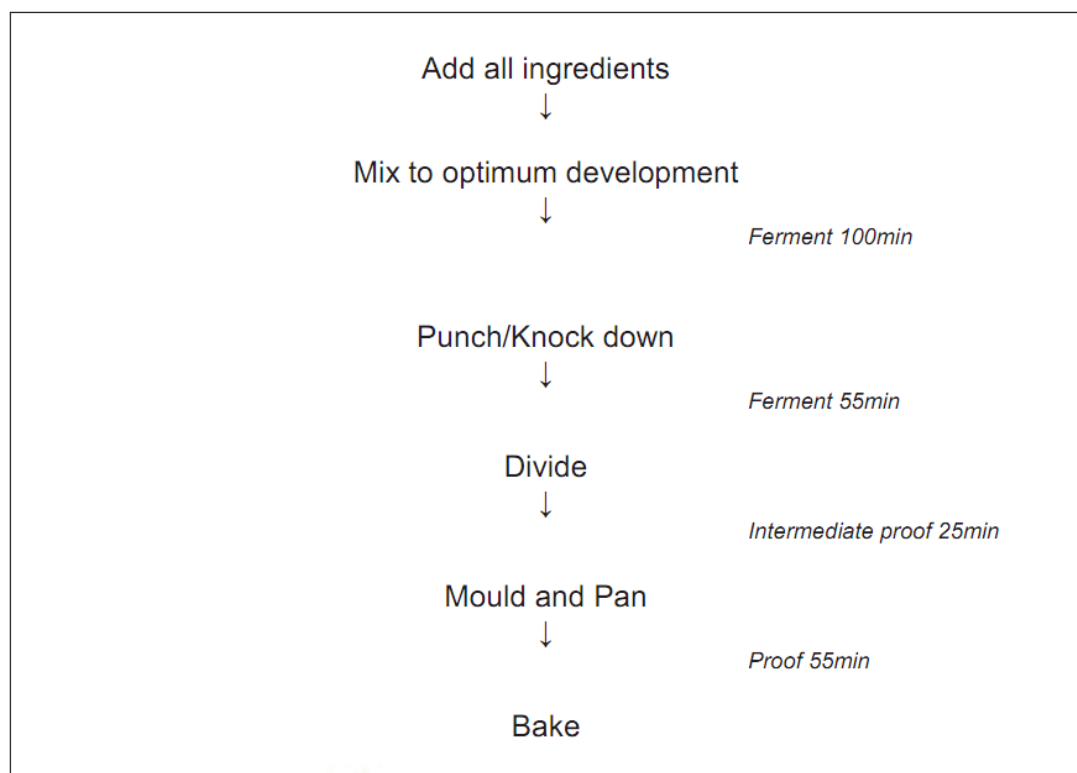 Add all ingredients
↓
Mix to optimum development
↓
Ferment 100min
Punch/Knock down
↓
Ferment 55min
Divide
↓
Intermediate proof 25min
Mould and Pan
↓
Proof 55min
Bake